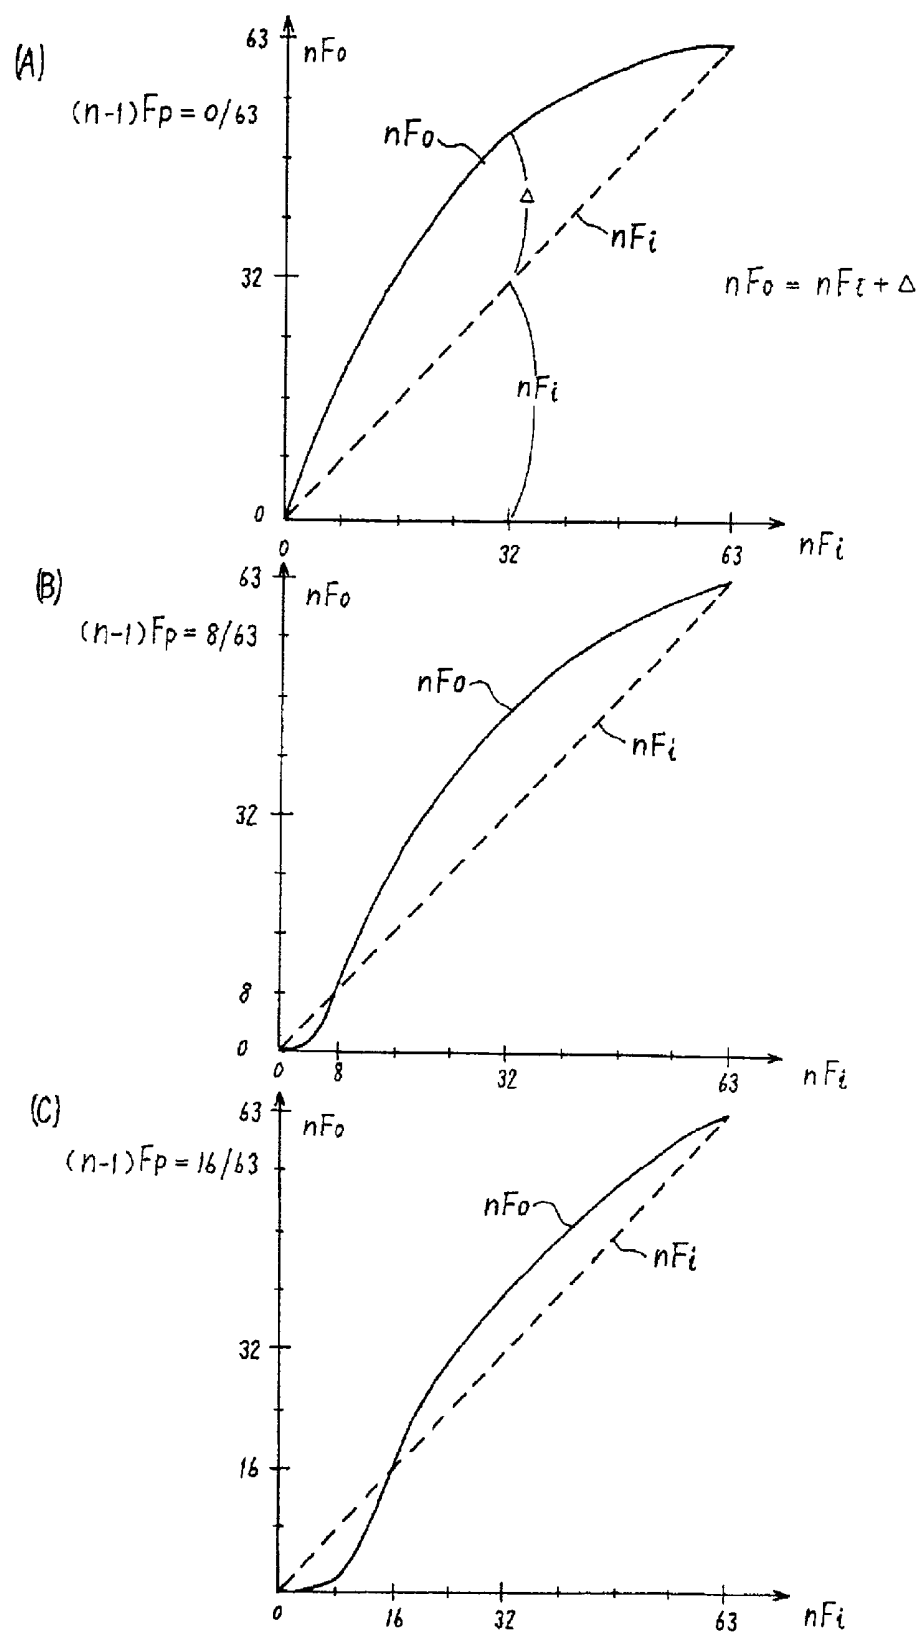 (A)
63 nFo
(n-1)Fp = 0/63
nFo
Δ
nFi
32
nFo = nFi + Δ
nFi
0
0 32 63 nFi
(B)
63 nFo
(n-1)Fp = 8/63
nFo
nFi
32
8
0
0 8 32 63 nFi
(C)
63 nFo
(n-1)Fp = 16/63
nFo
nFi
32
16
0 16 32 63 nFi